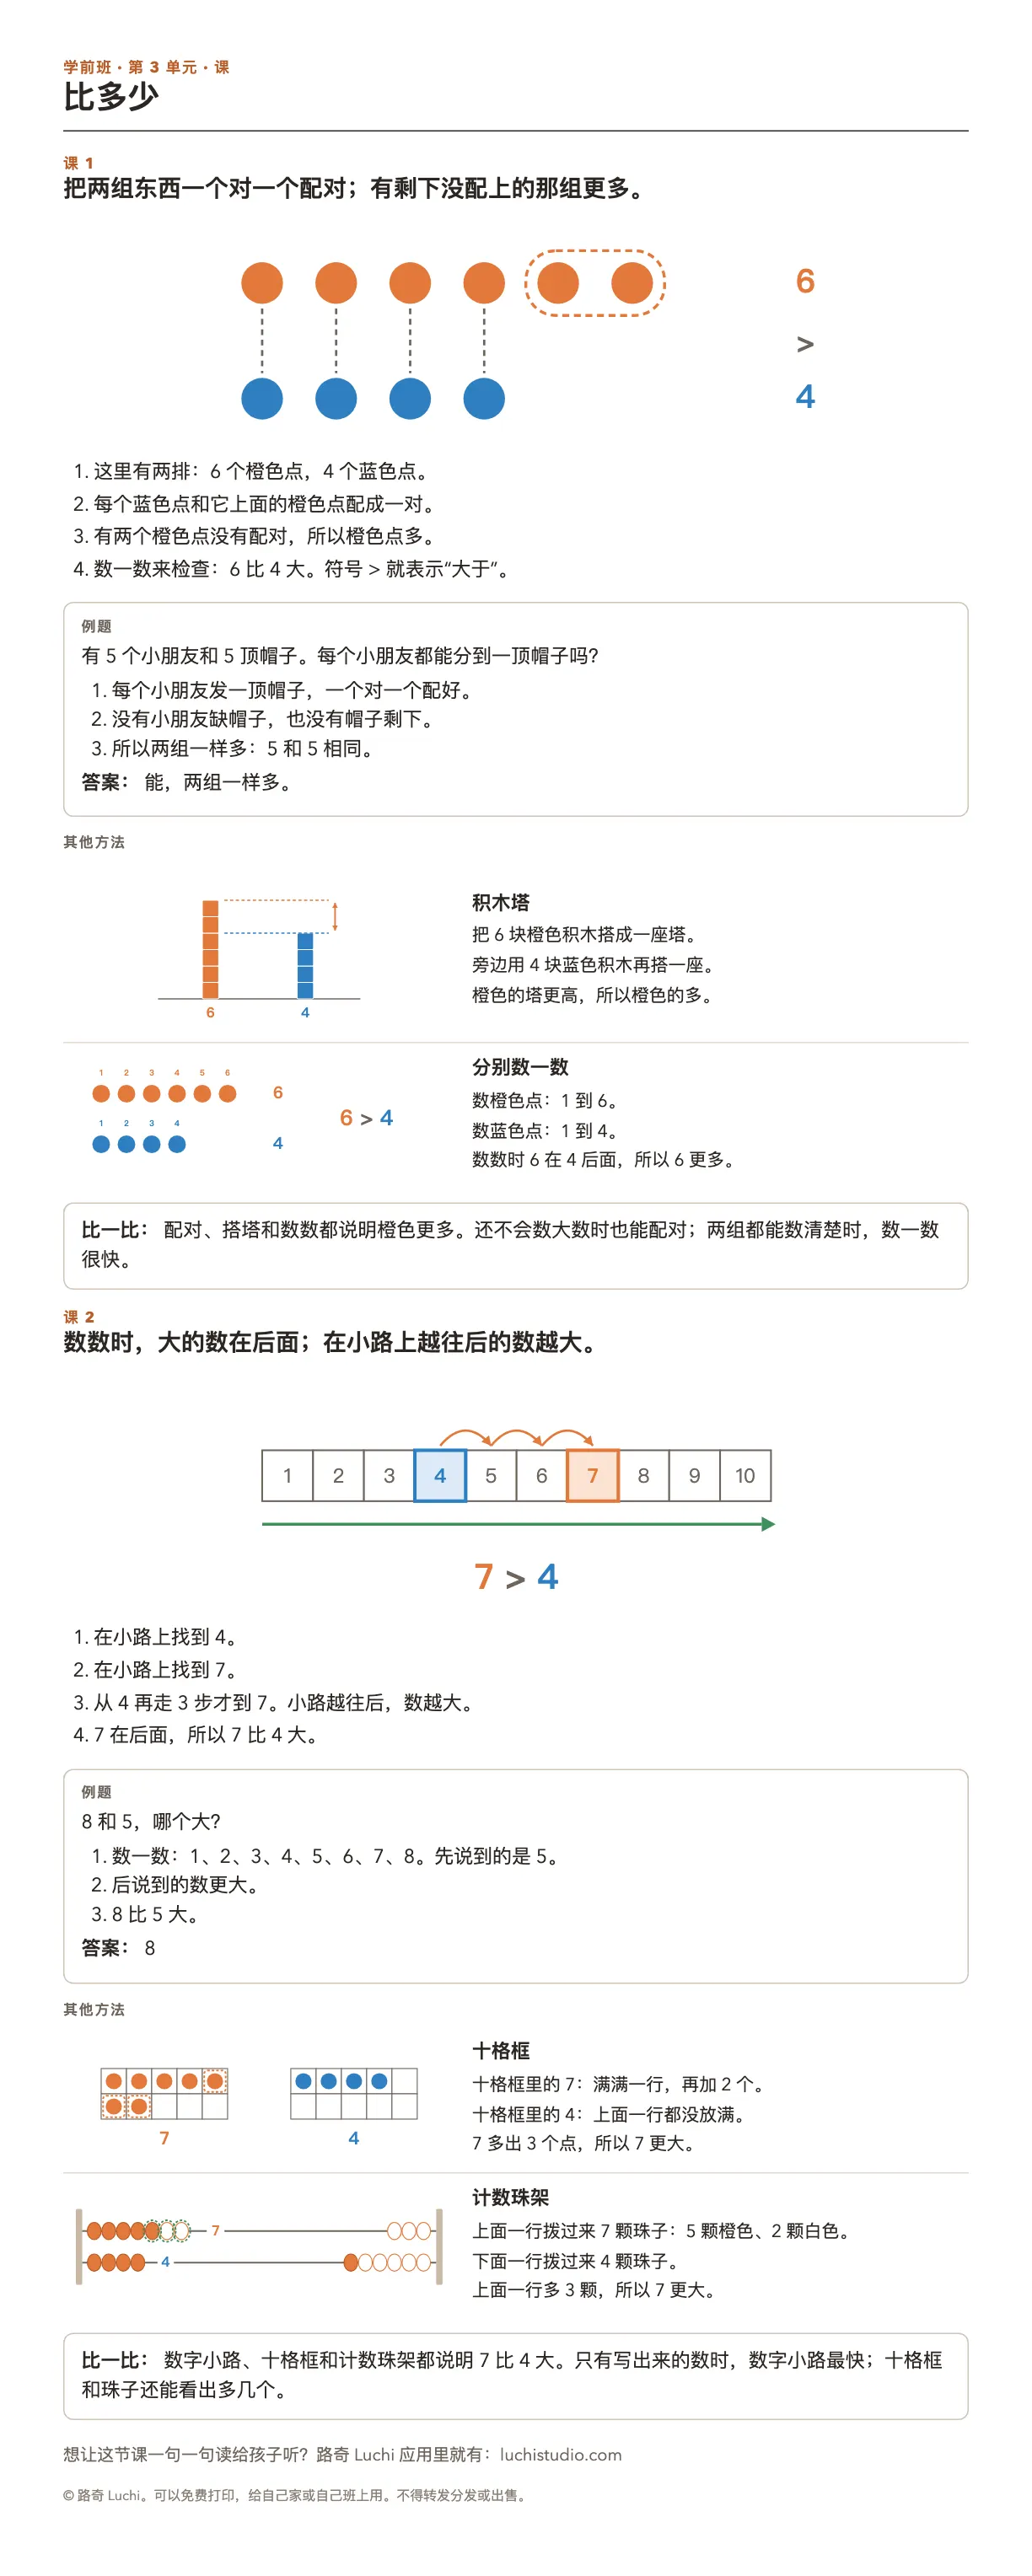 学前班 · 第 3 单元 · 课
比多少
课 1
把两组东西一个对一个配对；有剩下没配上的那组更多。
6
>
4
1. 这里有两排：6 个橙色点，4 个蓝色点。
2. 每个蓝色点和它上面的橙色点配成一对。
3. 有两个橙色点没有配对，所以橙色点多。
4. 数一数来检查：6 比 4 大。符号 > 就表示“大于”。
例题
有 5 个小朋友和 5 顶帽子。每个小朋友都能分到一顶帽子吗？
1. 每个小朋友发一顶帽子，一个对一个配好。
2. 没有小朋友缺帽子，也没有帽子剩下。
3. 所以两组一样多：5 和 5 相同。
答案： 能，两组一样多。
其他方法
6 4
积木塔
把 6 块橙色积木搭成一座塔。
旁边用 4 块蓝色积木再搭一座。
橙色的塔更高，所以橙色的多。
1 2 3 4 5 6
6
1 2 3 4
4
6 > 4
分别数一数
数橙色点：1 到 6。
数蓝色点：1 到 4。
数数时 6 在 4 后面，所以 6 更多。
比一比： 配对、搭塔和数数都说明橙色更多。还不会数大数时也能配对；两组都能数清楚时，数一数
很快。
课 2
数数时，大的数在后面；在小路上越往后的数越大。
1 2 3 4 5 6 7 8 9 10
7 > 4
1. 在小路上找到 4。
2. 在小路上找到 7。
3. 从 4 再走 3 步才到 7。小路越往后，数越大。
4. 7 在后面，所以 7 比 4 大。
例题
8 和 5，哪个大？
1. 数一数：1、2、3、4、5、6、7、8。先说到的是 5。
2. 后说到的数更大。
3. 8 比 5 大。
答案： 8
其他方法
7 4
十格框
十格框里的 7：满满一行，再加 2 个。
十格框里的 4：上面一行都没放满。
7 多出 3 个点，所以 7 更大。
7
4
计数珠架
上面一行拨过来 7 颗珠子：5 颗橙色、2 颗白色。
下面一行拨过来 4 颗珠子。
上面一行多 3 颗，所以 7 更大。
比一比： 数字小路、十格框和计数珠架都说明 7 比 4 大。只有写出来的数时，数字小路最快；十格框
和珠子还能看出多几个。
想让这节课一句一句读给孩子听？路奇 Luchi 应用里就有：luchistudio.com
© 路奇 Luchi。可以免费打印，给自己家或自己班上用。不得转发分发或出售。